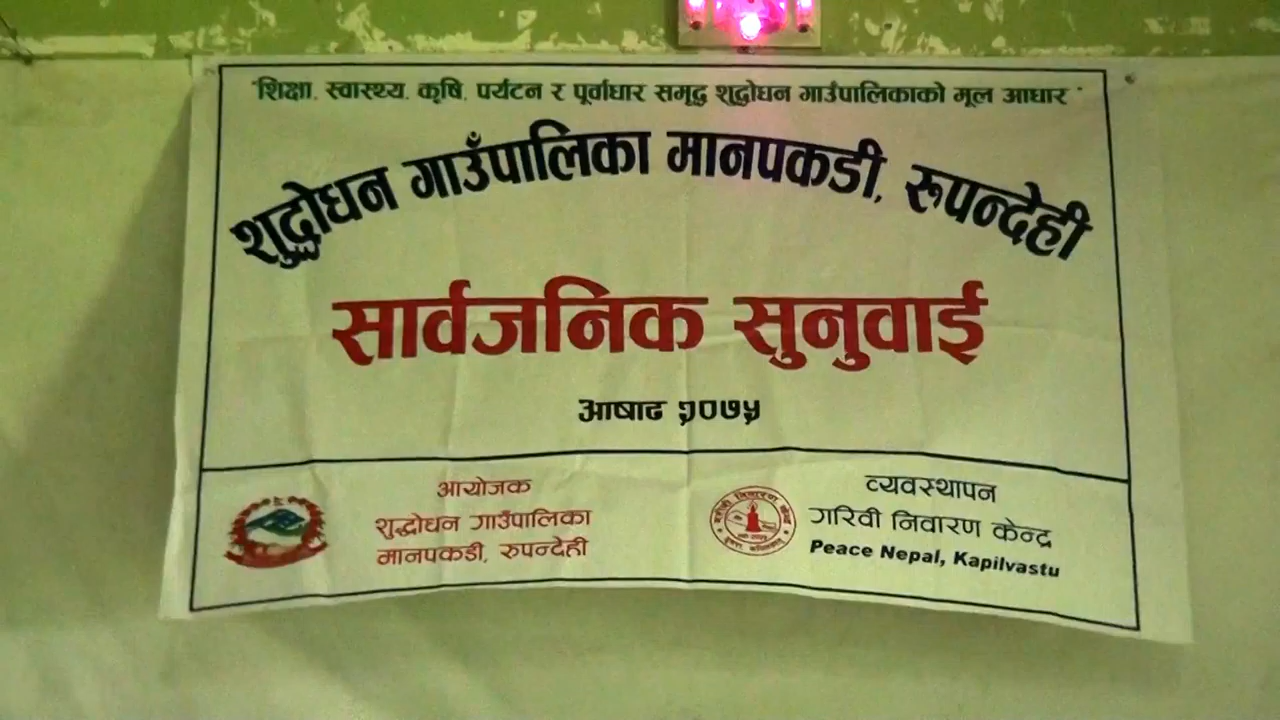 "शिक्षा, स्वास्थ्य, कृषि, पर्यटन र पूर्वाधार समृद्ध शुद्धोधन गाउँपालिकाको मूल आधार"
शुद्धोधन गाउँपालिका मानपकडी, रूपन्देही
सार्वजनिक सुनुवाई
आषाढ २०७५
आयोजक
शुद्धोधन गाउँपालिका
मानपकडी, रुपन्देही
व्यवस्थापन
गरिवी निवारण केन्द्र
Peace Nepal, Kapilvastu